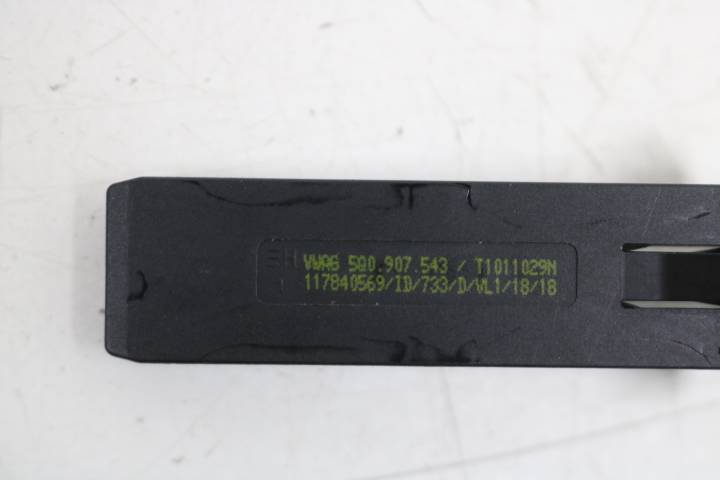 VWAG 5Q0.907.543 / T1011029N
117840569/ID/733/D/VL1/18/18